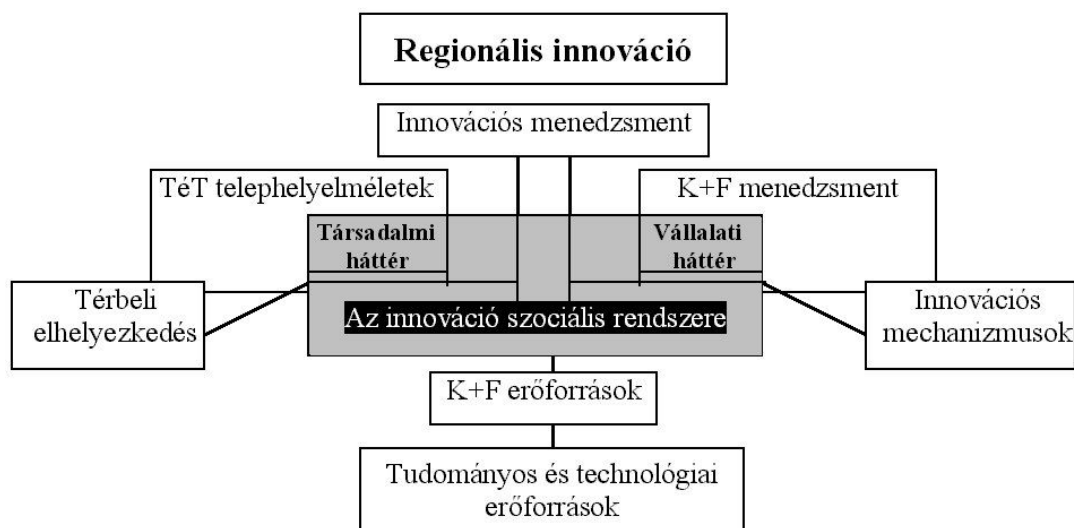 Regionális innováció
Innovációs menedzsment
TéT telephelyelméletek
K+F menedzsment
Társadalmi
háttér
Vállalati
háttér
Térbeli
elhelyezkedés
Az innováció szociális rendszere
Innovációs
mechanizmusok
K+F erőforrások
Tudományos és technológiai
erőforrások